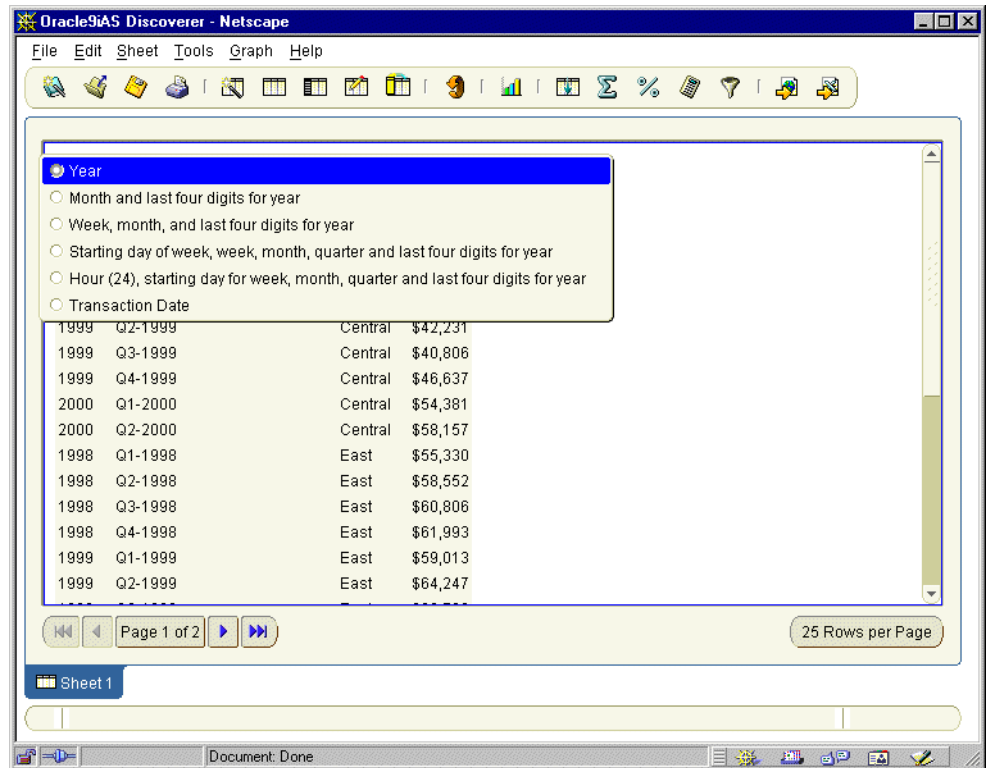 Oracle9iAS Discoverer - Netscape
File Edit Sheet Tools Graph Help
Year
Month and last four digits for year
Week, month, and last four digits for year
Starting day of week, week, month, quarter and last four digits for year
Hour (24), starting day for week, month, quarter and last four digits for year
Transaction Date
1999 Q2-1999 Central $42,231
1999 Q3-1999 Central $40,806
1999 Q4-1999 Central $46,637
2000 Q1-2000 Central $54,381
2000 Q2-2000 Central $58,157
1998 Q1-1998 East $55,330
1998 Q2-1998 East $58,552
1998 Q3-1998 East $60,806
1998 Q4-1998 East $61,993
1999 Q1-1999 East $59,013
1999 Q2-1999 East $64,247
Page 1 of 2 25 Rows per Page
Sheet 1
Document: Done